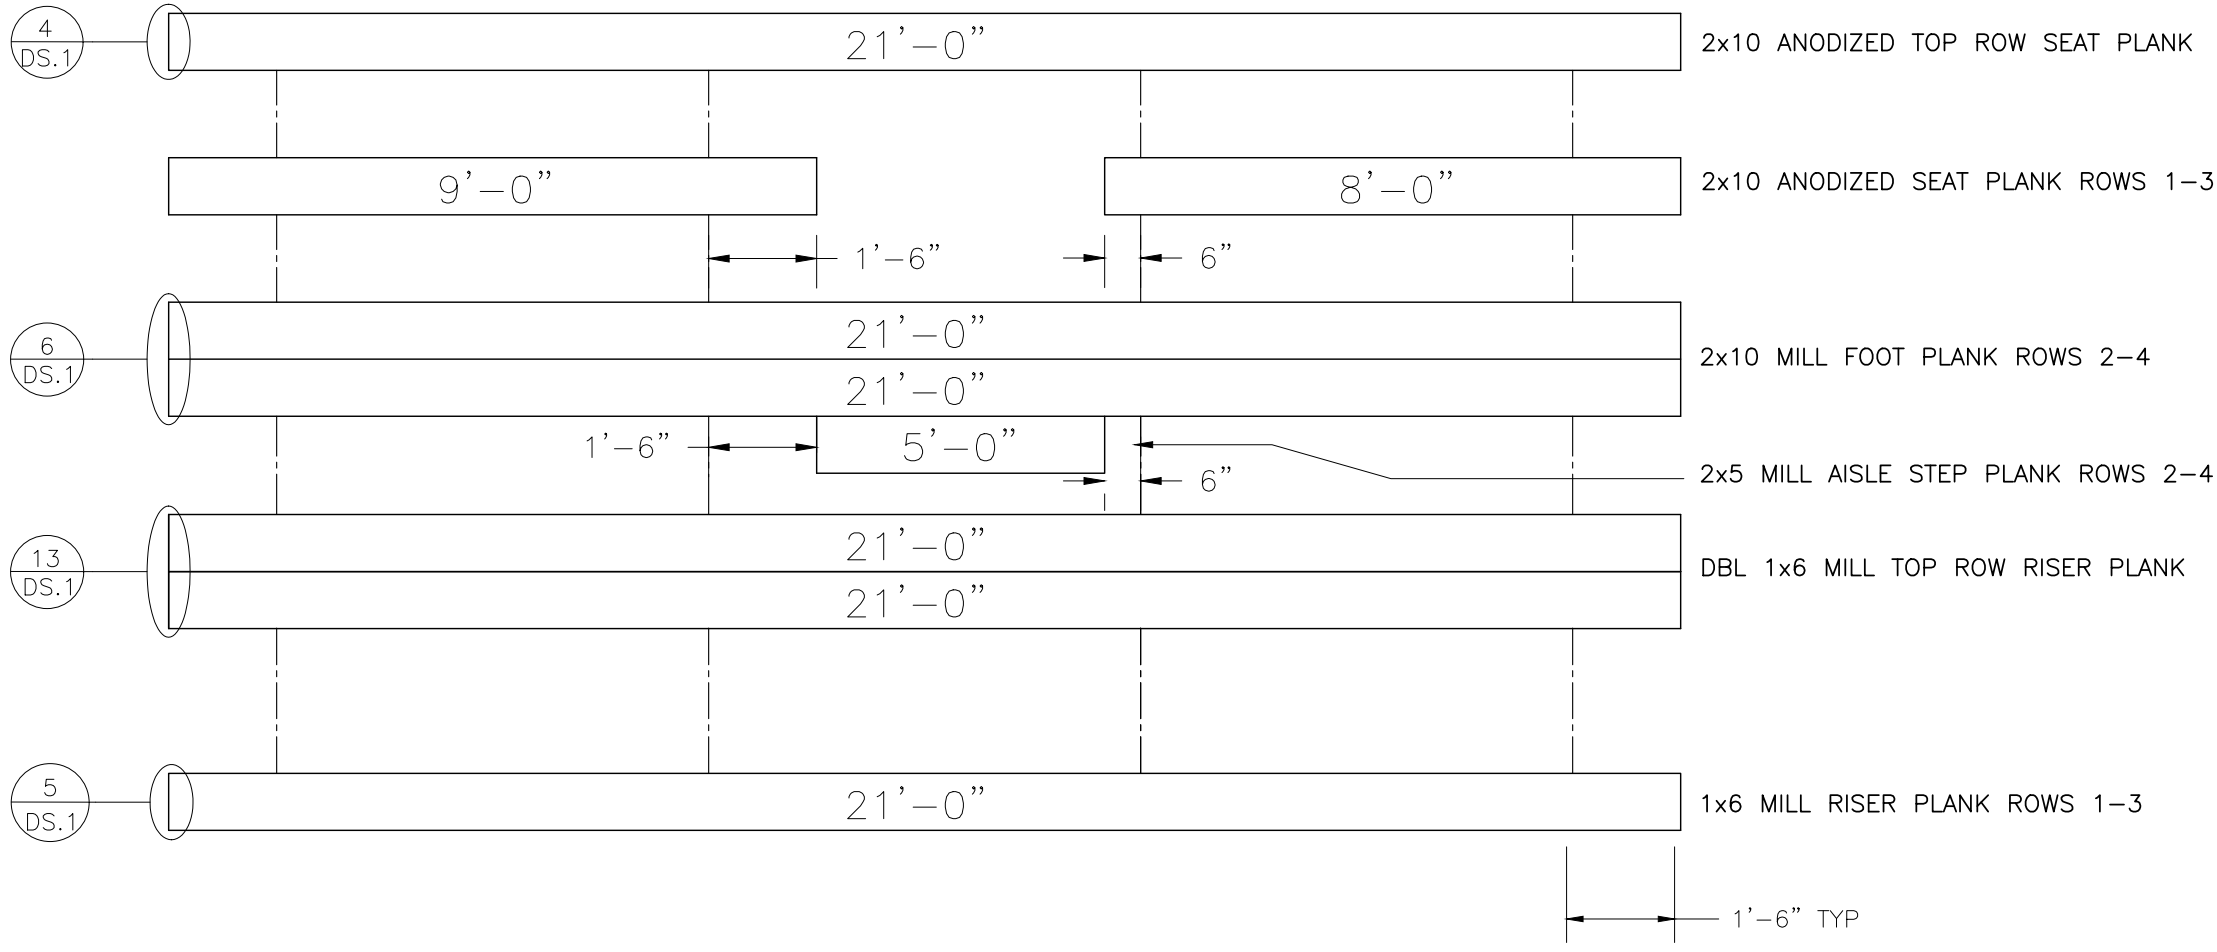 4
DS.1
21'-0"
2x10 ANODIZED TOP ROW SEAT PLANK
9'-0"
8'-0"
2x10 ANODIZED SEAT PLANK ROWS 1-3
1'-6"
6"
6
DS.1
21'-0"
21'-0"
2x10 MILL FOOT PLANK ROWS 2-4
1'-6"
5'-0"
6"
2x5 MILL AISLE STEP PLANK ROWS 2-4
13
DS.1
21'-0"
21'-0"
DBL 1x6 MILL TOP ROW RISER PLANK
5
DS.1
21'-0"
1x6 MILL RISER PLANK ROWS 1-3
1'-6" TYP